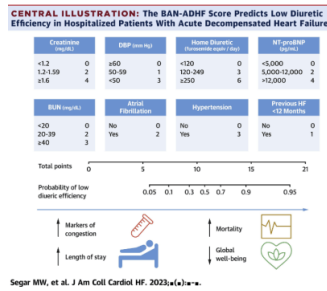 CENTRAL ILLUSTRATION: The BAN-ADHF Score Predicts Low Diuretic
Efficiency in Hospitalized Patients With Acute Decompensated Heart Failure
Creatinine
(mg/dL)
<1.2 0
1.2-1.59 2
≥1.6 4
DBP (mm Hg)
≥60 0
50-59 1
<50 3
Home Diuretic
(furosemide eqiv / day)
<120 0
120-249 3
≥250 6
NT-proBNP
(pg/mL)
<5,000 0
5,000-12,000 2
>12,000 4
BUN (mg/dL)
<20 0
20-39 2
≥40 3
Atrial
Fibrillation
No 0
Yes 2
Hypertension
No 0
Yes 3
Previous HF
<12 Months
No 0
Yes 1
Total points 0 5 10 15 21
Probability of low
diueric efficiency 0.05 0.1 0.3 0.5 0.7 0.9 0.95
Markers of
congestion
Mortality
Length of stay
Global
well-being
Segar MW, et al. J Am Coll Cardiol HF. 2023;■(■):■-■.